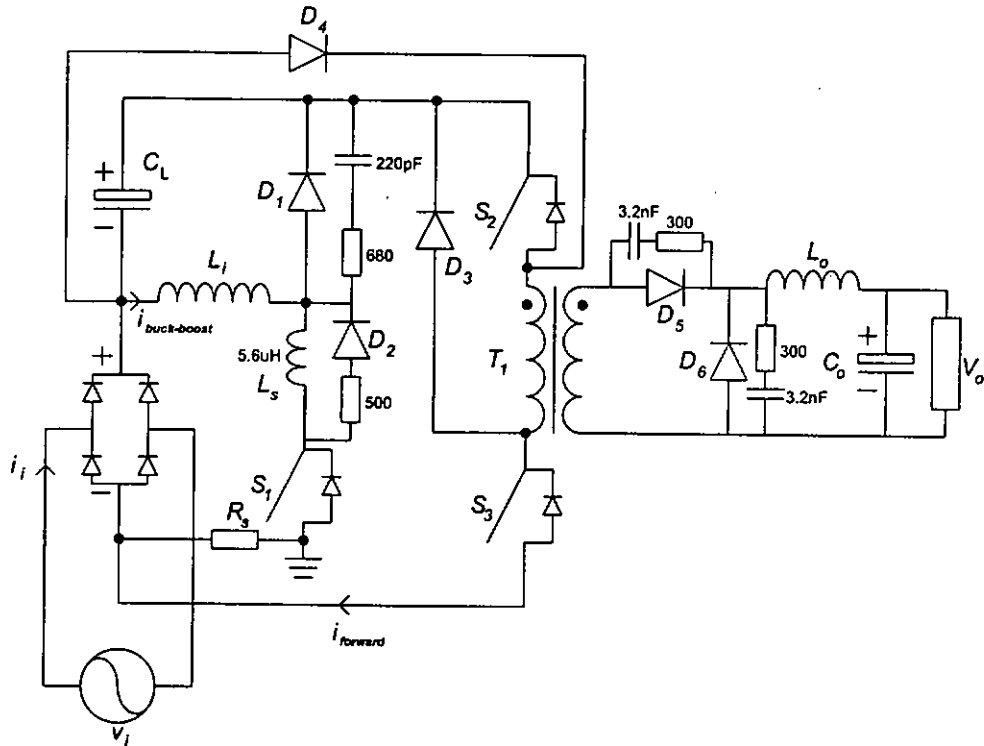 D4
+
CL
-
D1
220pF
680
D3
S2
3.2nF
300
D5
Lo
Li
ibuck-boost
+
5.6uH
Ls
D2
500
T1
D6
300
3.2nF
+
Co
-
Vo
ii
-
S1
Rs
S3
iforward
vi